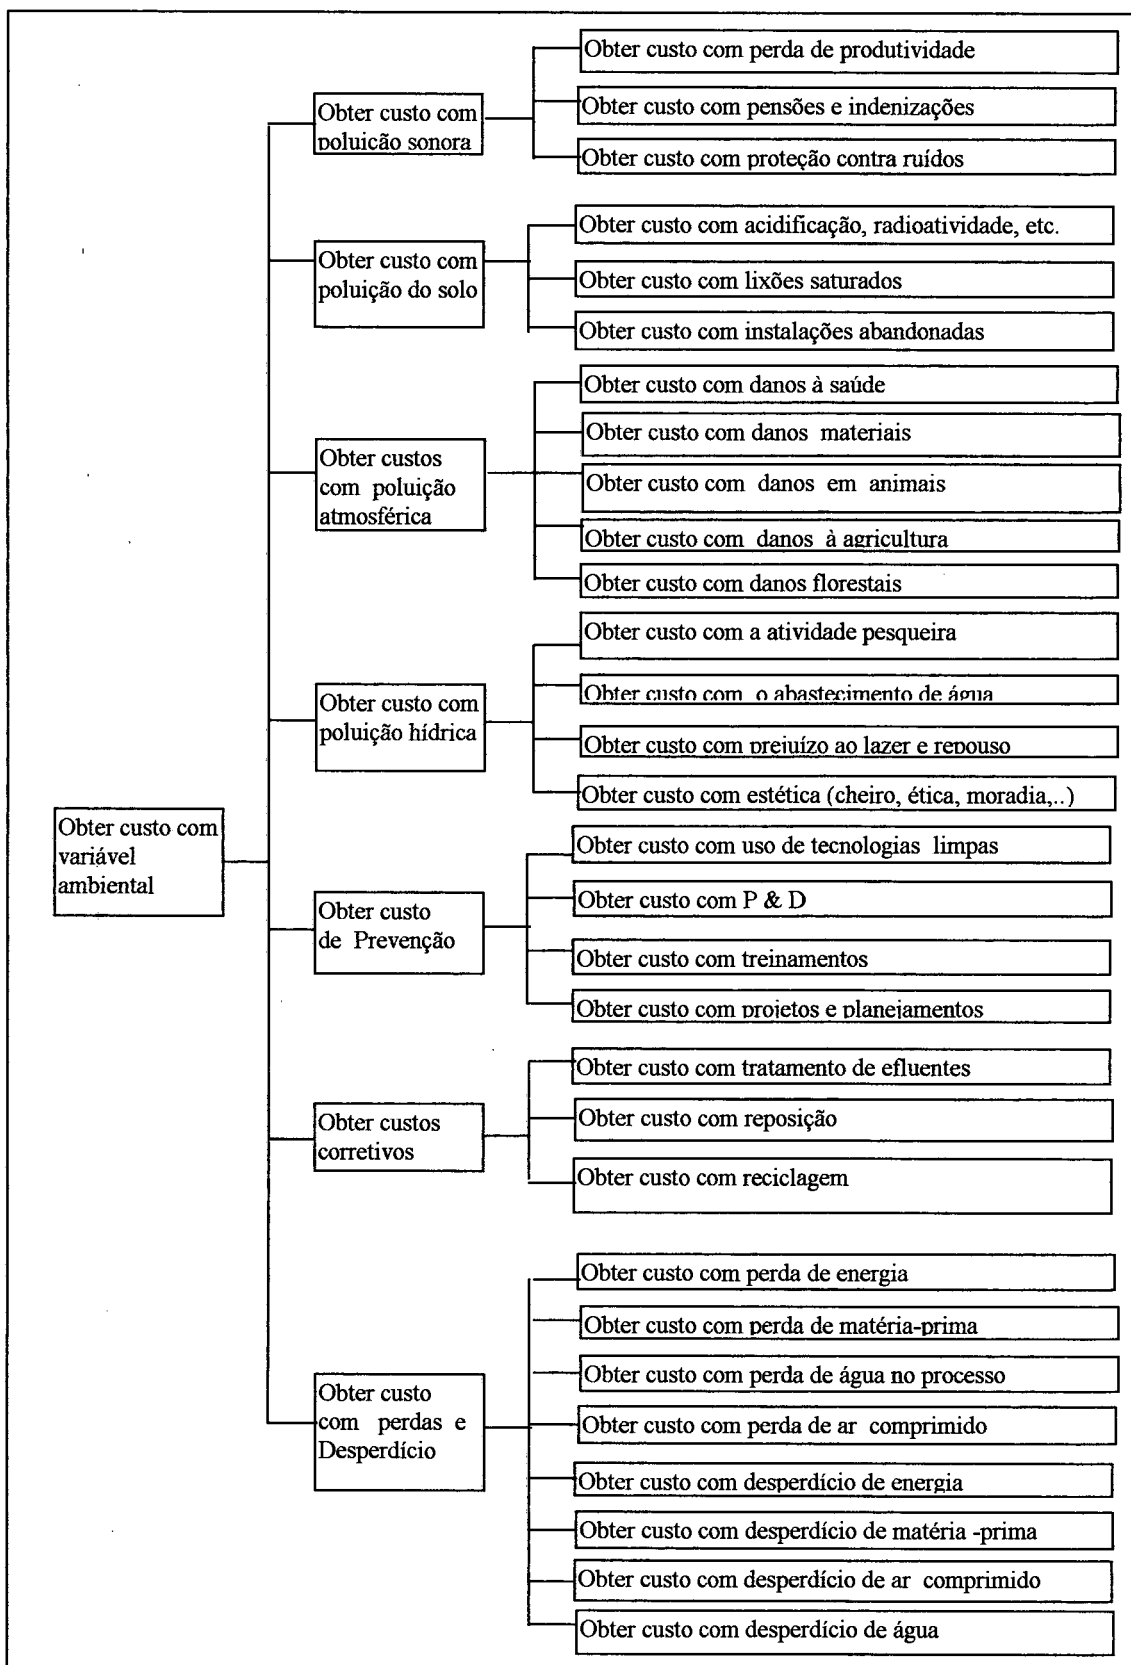 Obter custo com perda de produtividade
Obter custo com
poluição sonora
Obter custo com pensões e indenizações
Obter custo com proteção contra ruídos
Obter custo com acidificação, radioatividade, etc.
Obter custo com
poluição do solo
Obter custo com lixões saturados
Obter custo com instalações abandonadas
Obter custo com danos à saúde
Obter custo com danos materiais
Obter custos
com poluição
atmosférica
Obter custo com danos em animais
Obter custo com danos à agricultura
Obter custo com danos florestais
Obter custo com a atividade pesqueira
Obter custo com
poluição hídrica
Obter custo com o abastecimento de água
Obter custo com prejuízo ao lazer e repouso
Obter custo com estética (cheiro, ética, moradia,..)
Obter custo com
variável
ambiental
Obter custo com uso de tecnologias limpas
Obter custo
de Prevenção
Obter custo com P & D
Obter custo com treinamentos
Obter custo com projetos e planejamentos
Obter custo com tratamento de efluentes
Obter custos
corretivos
Obter custo com reposição
Obter custo com reciclagem
Obter custo com perda de energia
Obter custo com perda de matéria-prima
Obter custo com perda de água no processo
Obter custo
com perdas e
Desperdício
Obter custo com perda de ar comprimido
Obter custo com desperdício de energia
Obter custo com desperdício de matéria -prima
Obter custo com desperdício de ar comprimido
Obter custo com desperdício de água